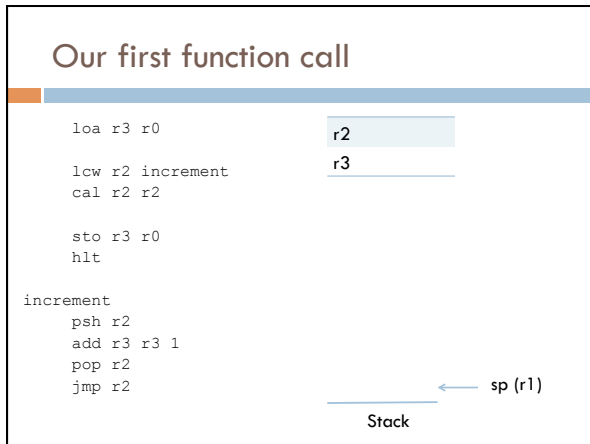 Our first function call
loa r3 r0
lcw r2 increment
cal r2 r2
sto r3 r0
hlt
increment
psh r2
add r3 r3 1
pop r2
jmp r2
r2
r3
sp (r1)
Stack